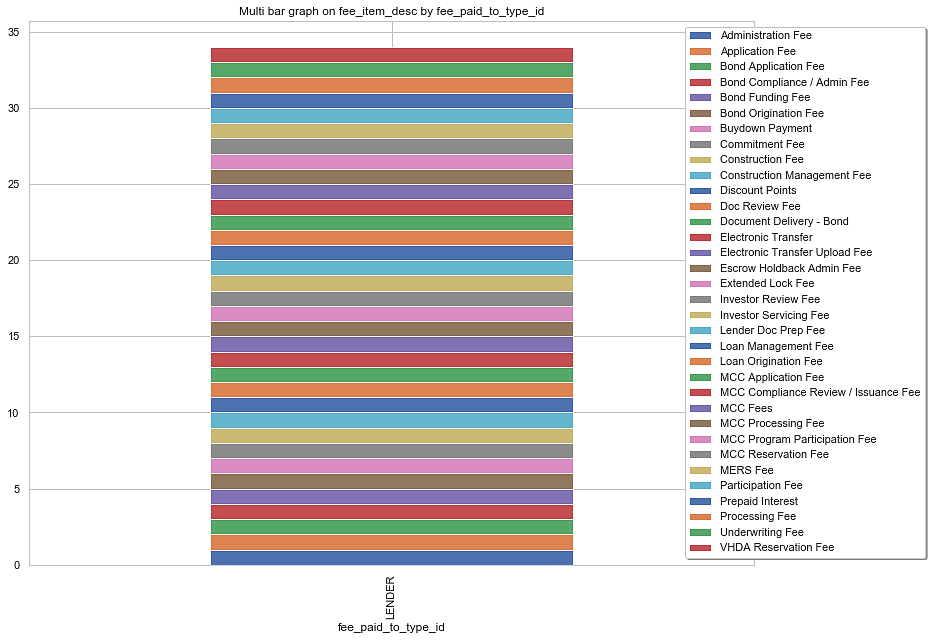 Multi bar graph on fee_item_desc by fee_paid_to_type_id
35
30
25
20
15
10
5
0
LENDER
fee_paid_to_type_id
Administration Fee
Application Fee
Bond Application Fee
Bond Compliance / Admin Fee
Bond Funding Fee
Bond Origination Fee
Buydown Payment
Commitment Fee
Construction Fee
Construction Management Fee
Discount Points
Doc Review Fee
Document Delivery - Bond
Electronic Transfer
Electronic Transfer Upload Fee
Escrow Holdback Admin Fee
Extended Lock Fee
Investor Review Fee
Investor Servicing Fee
Lender Doc Prep Fee
Loan Management Fee
Loan Origination Fee
MCC Application Fee
MCC Compliance Review / Issuance Fee
MCC Fees
MCC Processing Fee
MCC Program Participation Fee
MCC Reservation Fee
MERS Fee
Participation Fee
Prepaid Interest
Processing Fee
Underwriting Fee
VHDA Reservation Fee